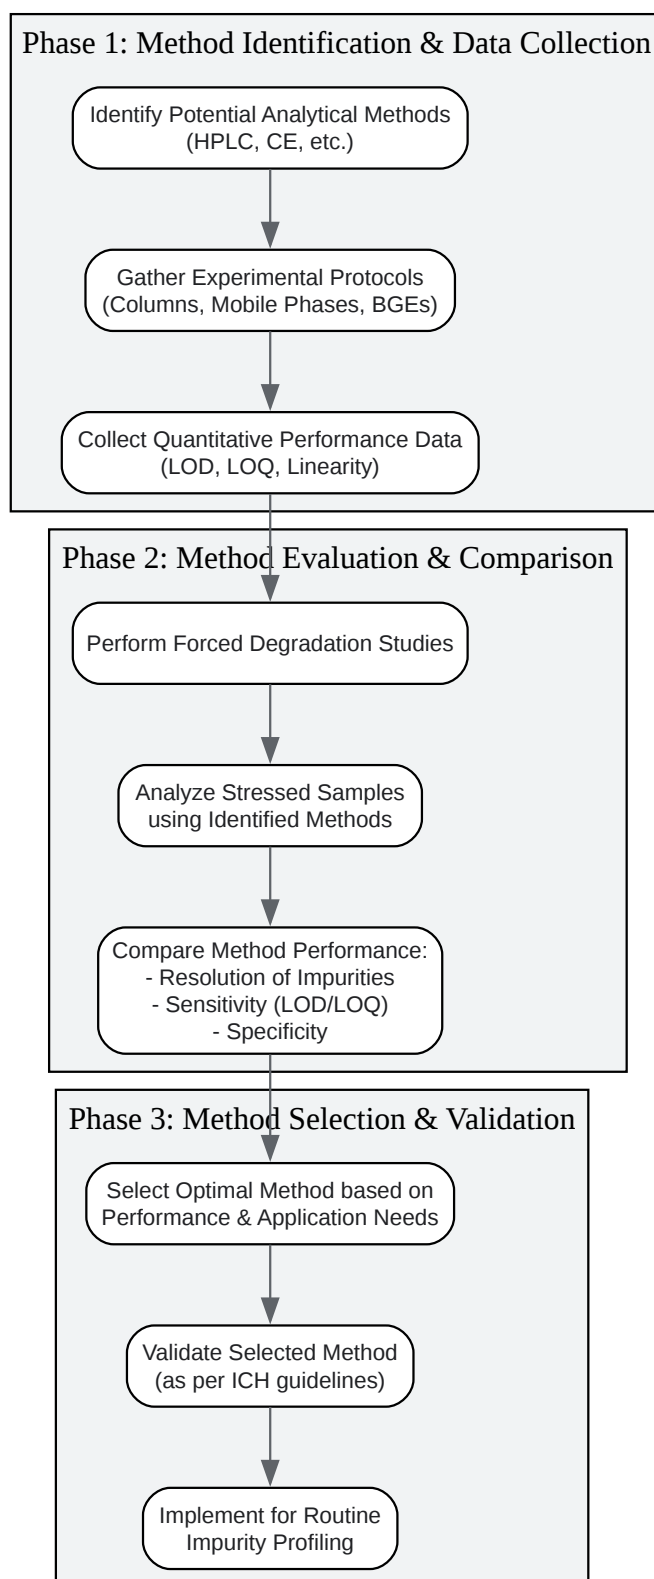 Phase 1: Method Identification & Data Collection
Identify Potential Analytical Methods
(HPLC, CE, etc.)
Gather Experimental Protocols
(Columns, Mobile Phases, BGEs)
Collect Quantitative Performance Data
(LOD, LOQ, Linearity)
Phase 2: Method Evaluation & Comparison
Perform Forced Degradation Studies
Analyze Stressed Samples
using Identified Methods
Compare Method Performance:
- Resolution of Impurities
- Sensitivity (LOD/LOQ)
- Specificity
Phase 3: Method Selection & Validation
Select Optimal Method based on
Performance & Application Needs
Validate Selected Method
(as per ICH guidelines)
Implement for Routine
Impurity Profiling